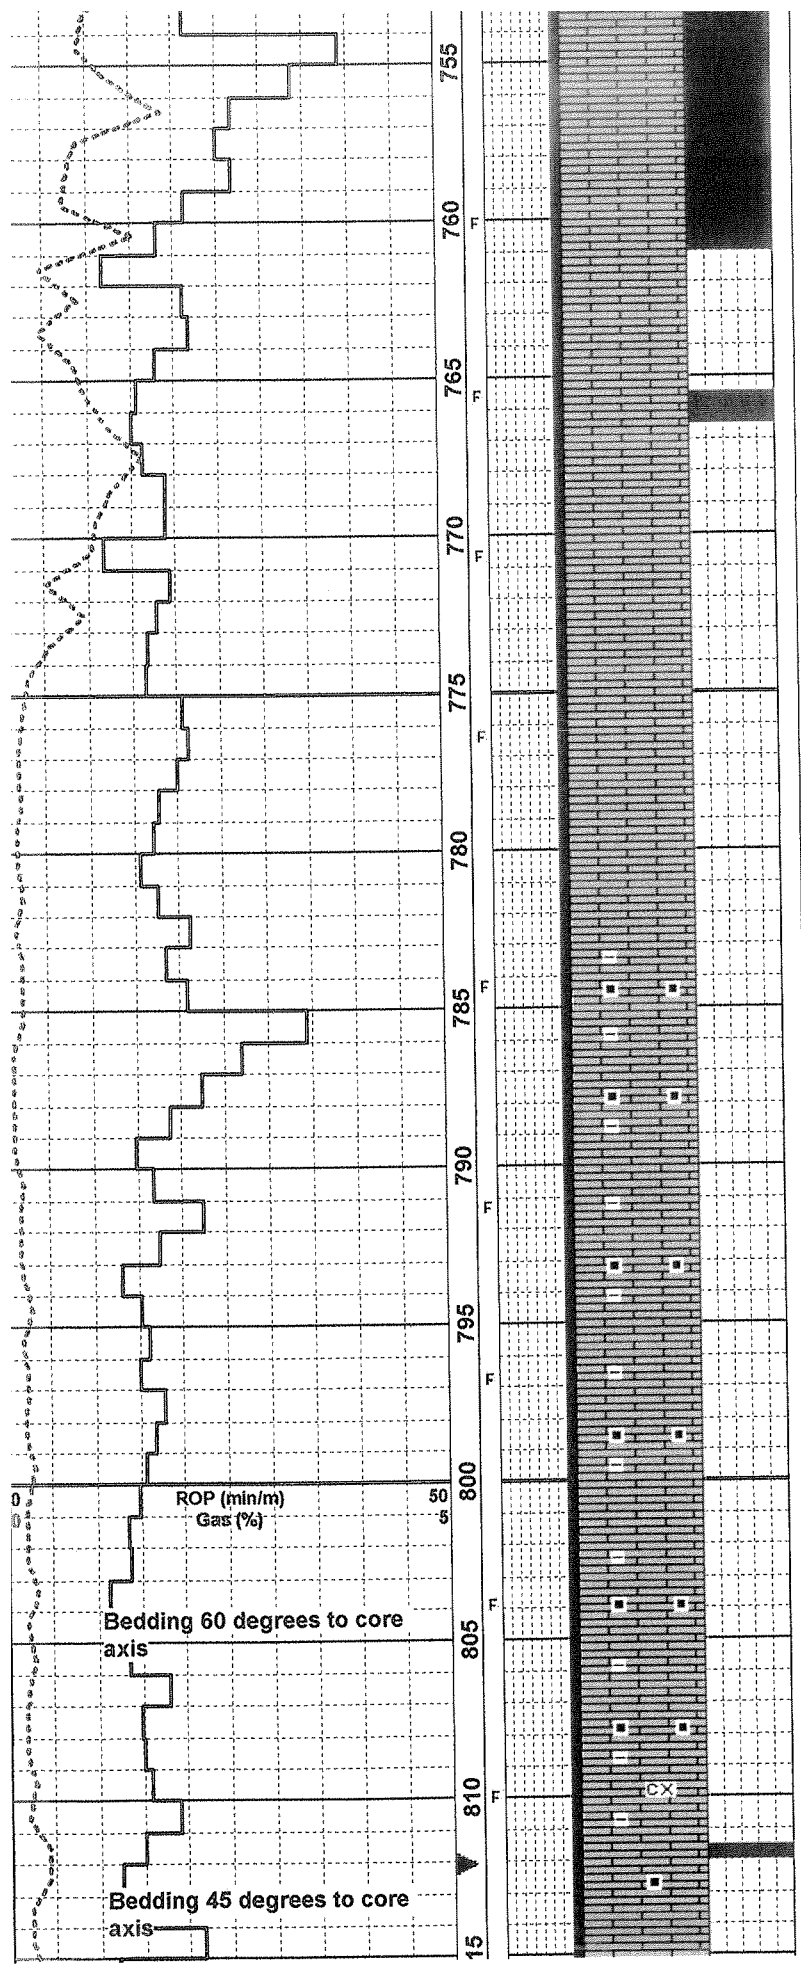 755
760
F
765
F
770
F
775
F
780
F
785
790
F
795
F
800
0 ROP (min/m) 50
0 Gas (%) 5
F
Bedding 60 degrees to core
axis
805
CX
810
F
Bedding 45 degrees to core
axis
15